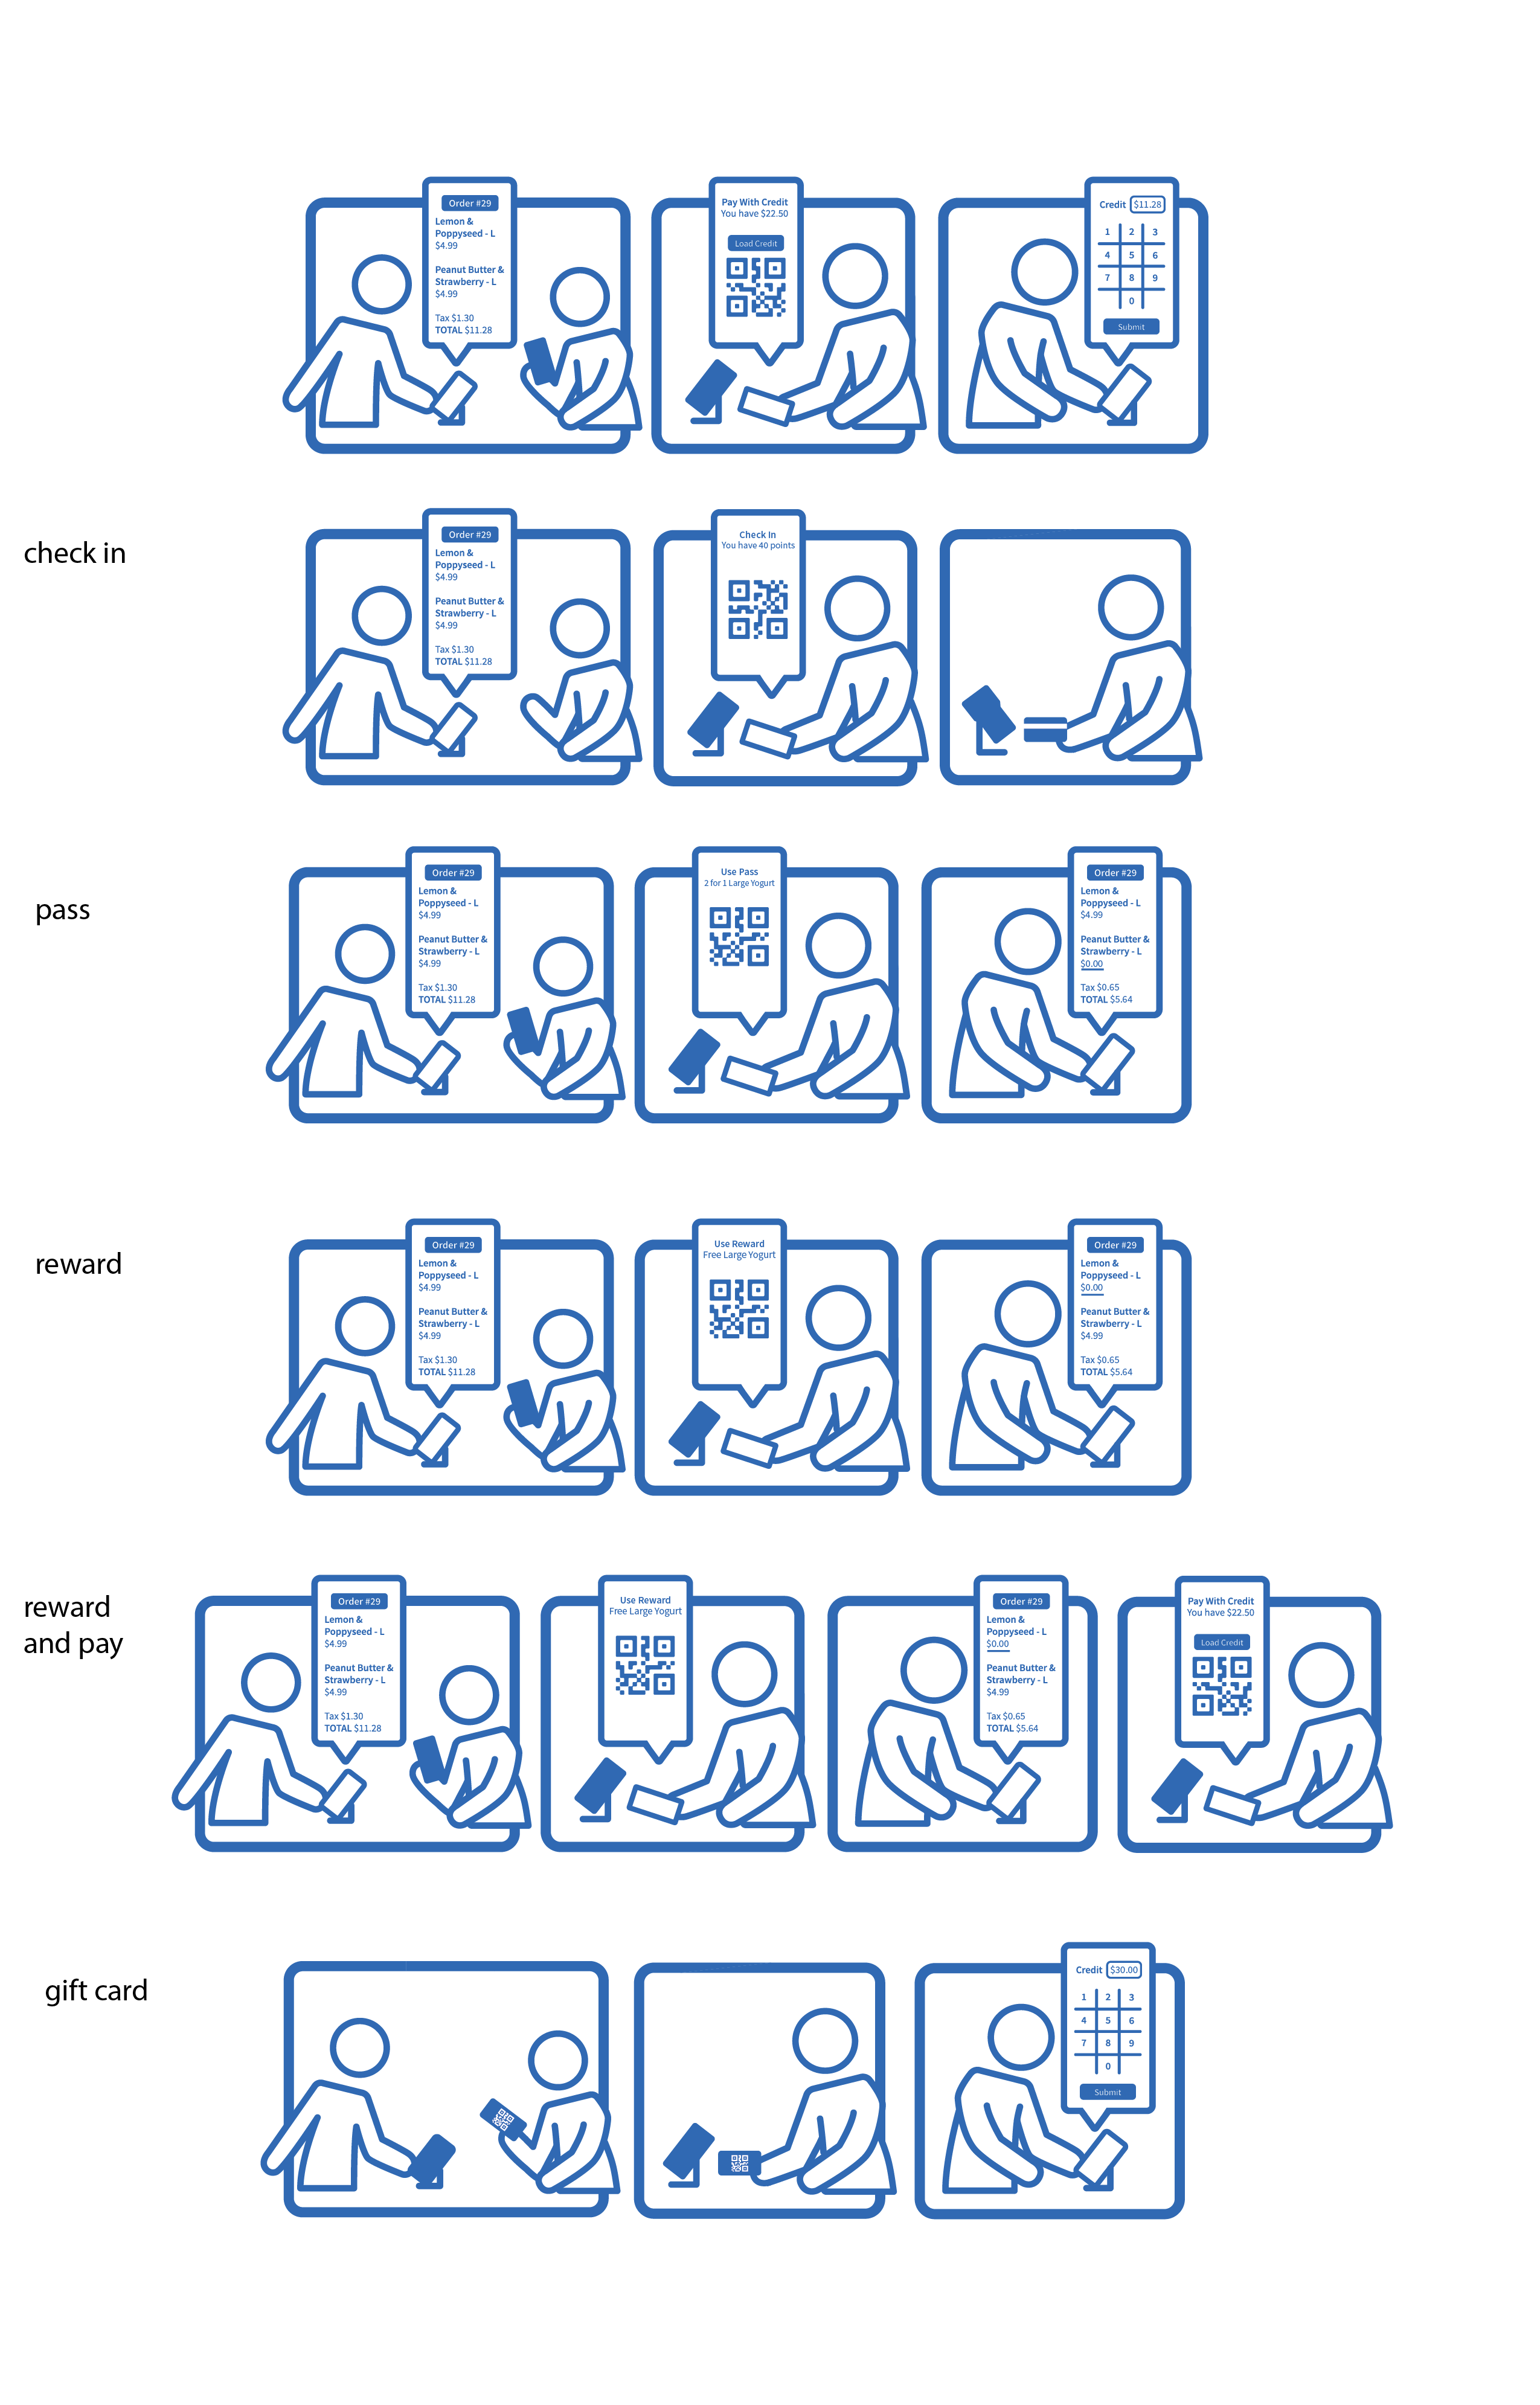 Order #29
Lemon &
Poppyseed - L
$4.99
Peanut Butter &
Strawberry - L
$4.99
Tax $1.30
TOTAL $11.28
Pay With Credit
You have $22.50
Load Credit
Credit $11.28
1 2 3
4 5 6
7 8 9
0
Submit
check in
Order #29
Lemon &
Poppyseed - L
$4.99
Peanut Butter &
Strawberry - L
$4.99
Tax $1.30
TOTAL $11.28
Check In
You have 40 points
pass
Order #29
Lemon &
Poppyseed - L
$4.99
Peanut Butter &
Strawberry - L
$4.99
Tax $1.30
TOTAL $11.28
Use Pass
2 for 1 Large Yogurt
Order #29
Lemon &
Poppyseed - L
$4.99
Peanut Butter &
Strawberry - L
$0.00
Tax $0.65
TOTAL $5.64
reward
Order #29
Lemon &
Poppyseed - L
$4.99
Peanut Butter &
Strawberry - L
$4.99
Tax $1.30
TOTAL $11.28
Use Reward
Free Large Yogurt
Order #29
Lemon &
Poppyseed - L
$0.00
Peanut Butter &
Strawberry - L
$4.99
Tax $0.65
TOTAL $5.64
reward
and pay
Order #29
Lemon &
Poppyseed - L
$4.99
Peanut Butter &
Strawberry - L
$4.99
Tax $1.30
TOTAL $11.28
Use Reward
Free Large Yogurt
Order #29
Lemon &
Poppyseed - L
$0.00
Peanut Butter &
Strawberry - L
$4.99
Tax $0.65
TOTAL $5.64
Pay With Credit
You have $22.50
Load Credit
gift card
Credit $30.00
1 2 3
4 5 6
7 8 9
0
Submit